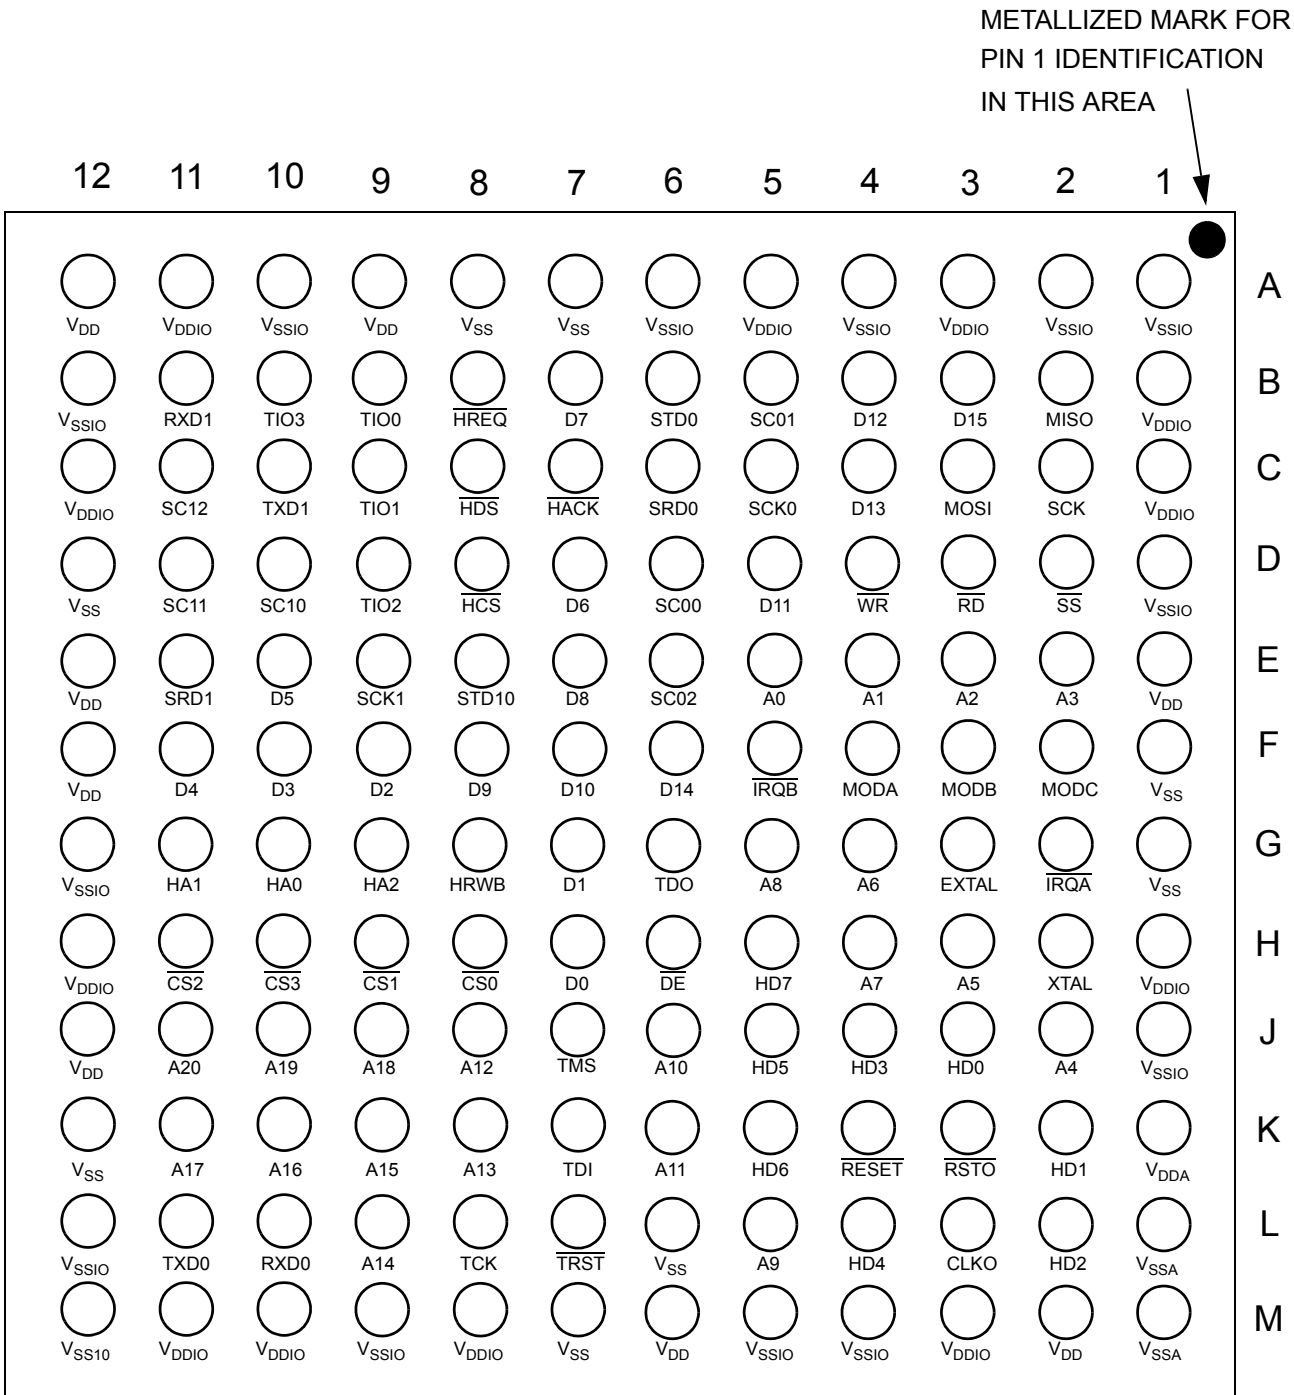 METALLIZED MARK FOR
PIN 1 IDENTIFICATION
IN THIS AREA
12 11 10 9 8 7 6 5 4 3 2 1
A
VDD VDDIO VSSIO VDD VSS VSS VSSIO VDDIO VSSIO VDDIO VSSIO VSSIO
B
VSSIO RXD1 TIO3 TIO0 HREQ D7 STD0 SC01 D12 D15 MISO VDDIO
C
VDDIO SC12 TXD1 TIO1 HDS HACK SRD0 SCK0 D13 MOSI SCK VDDIO
D
VSS SC11 SC10 TIO2 HCS D6 SC00 D11 WR RD SS VSSIO
E
VDD SRD1 D5 SCK1 STD10 D8 SC02 A0 A1 A2 A3 VDD
F
VDD D4 D3 D2 D9 D10 D14 IRQB MODA MODB MODC VSS
G
VSSIO HA1 HA0 HA2 HRWB D1 TDO A8 A6 EXTAL IRQA VSS
H
VDDIO CS2 CS3 CS1 CS0 D0 DE HD7 A7 A5 XTAL VDDIO
J
VDD A20 A19 A18 A12 TMS A10 HD5 HD3 HD0 A4 VSSIO
K
VSS A17 A16 A15 A13 TDI A11 HD6 RESET RSTO HD1 VDDA
L
VSSIO TXD0 RXD0 A14 TCK TRST VSS A9 HD4 CLKO HD2 VSSA
M
VSS10 VDDIO VDDIO VSSIO VDDIO VSS VDD VSSIO VSSIO VDDIO VDD VSSA